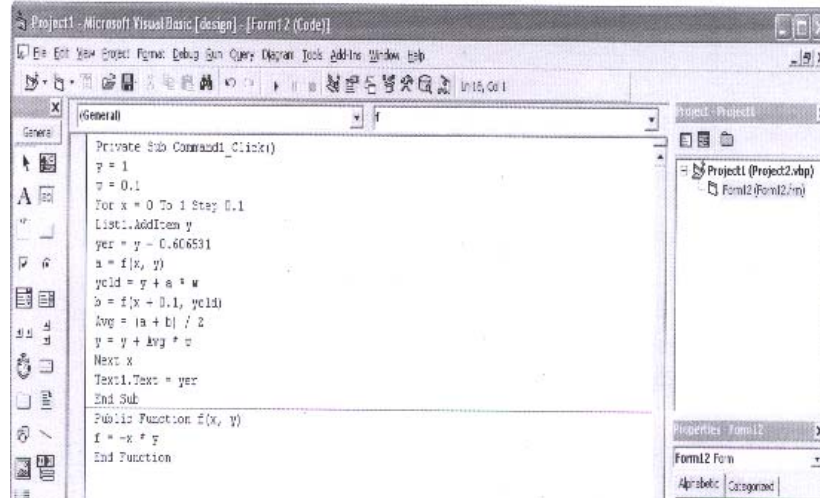 Project1 - Microsoft Visual Basic [design] - [Form12 (Code)]
File Edit View Project Format Debug Run Query Diagram Tools Add-Ins Window Help
Ln 15, Col 1
General
(General)
f
Project - Project1
Private Sub Command1_Click()
y = 1
w = 0.1
For x = 0 To 1 Step 0.1
List1.AddItem y
yer = y - 0.606531
a = f(x, y)
yold = y + a * w
b = f(x + 0.1, yold)
Avg = (a + b) / 2
y = y + Avg * w
Next x
Text1.Text = yer
End Sub
Public Function f(x, y)
f = -x * y
End Function
Project1 (Project2.vbp)
Form12 (Form12.frm)
Properties - Form12
Form12 Form
Alphabetic Categorized